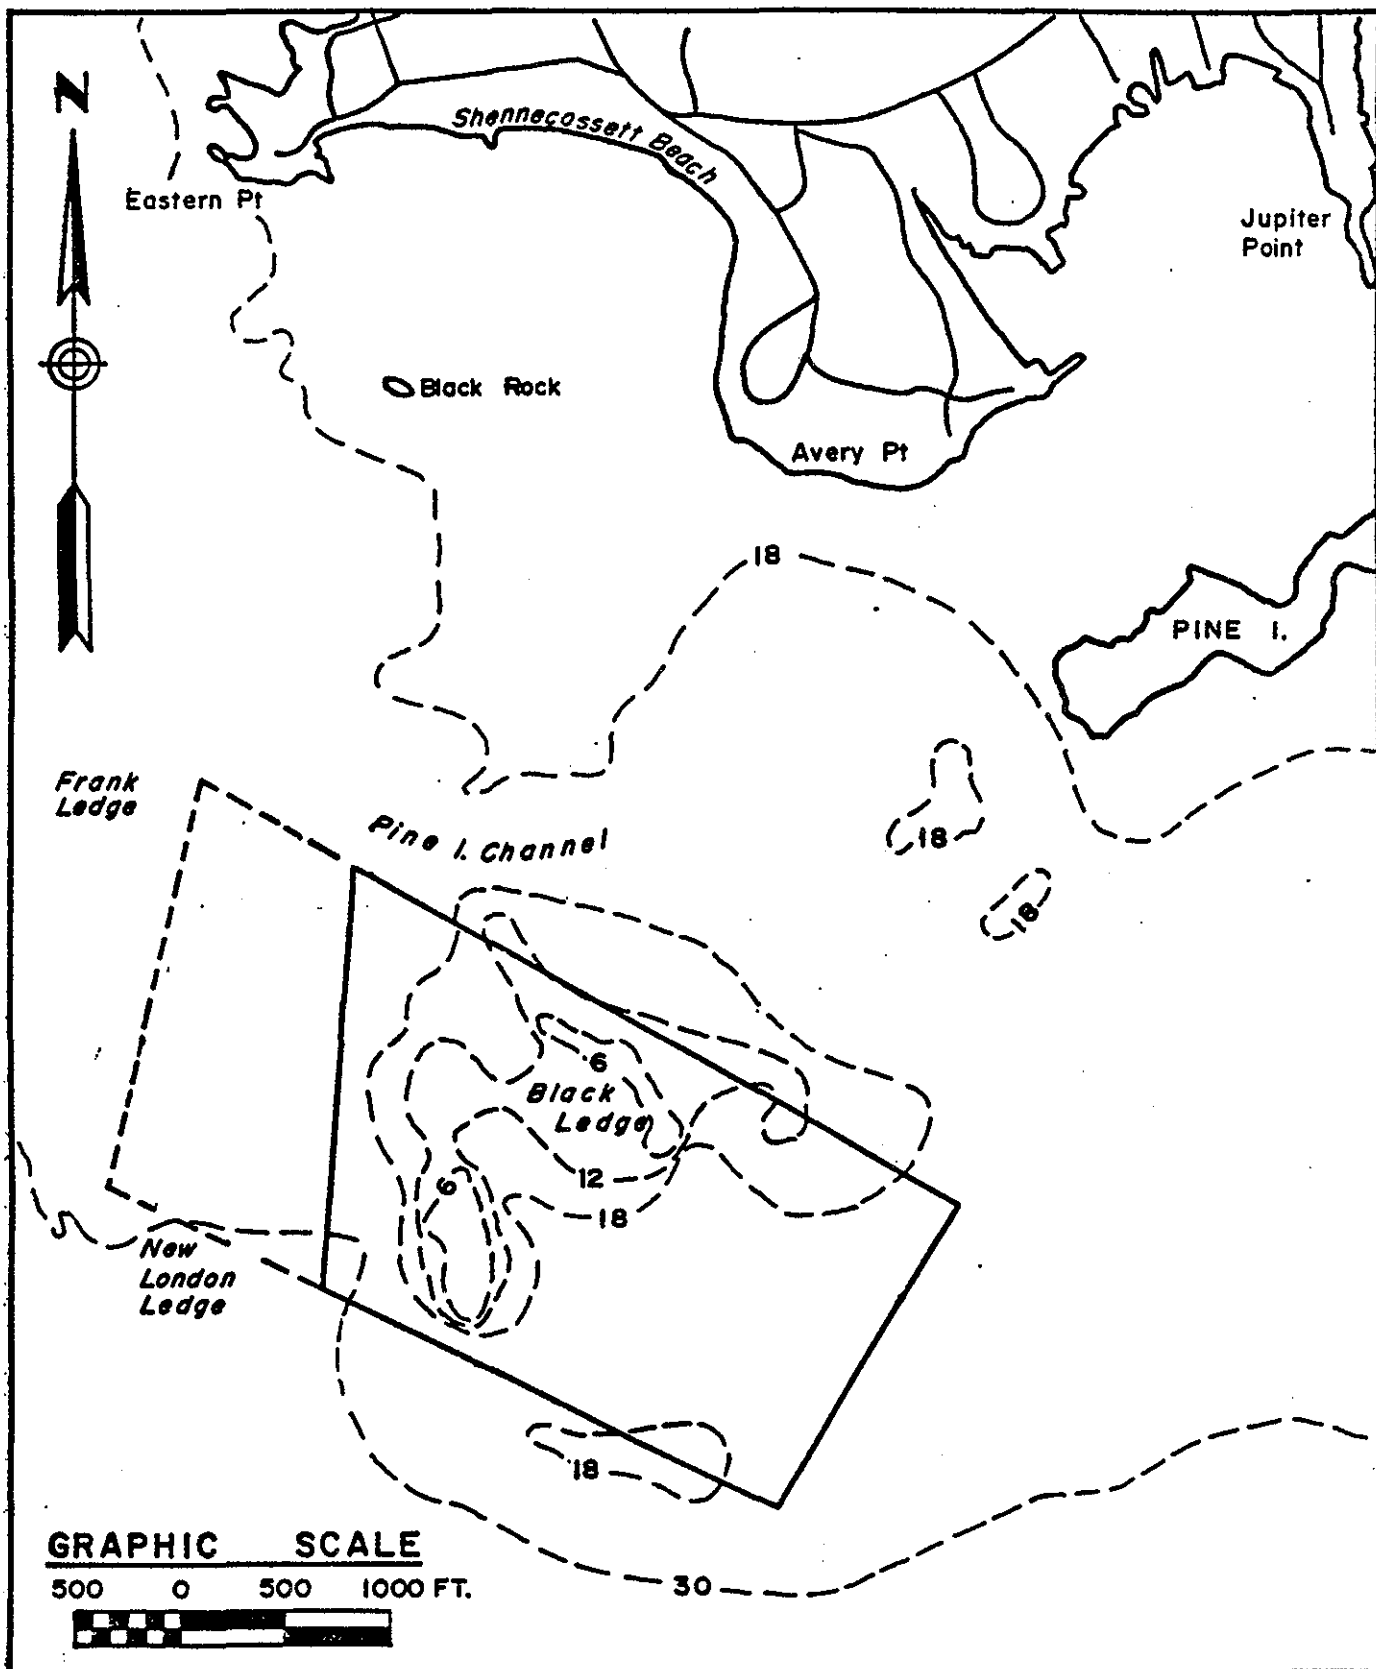 N
Shennecossett Beach
Eastern Pt
Jupiter
Point
Black Rock
Avery Pt
18
PINE I.
Frank
Ledge
Pine I. Channel
18
18
6
Black
Ledge
12
6
18
New
London
Ledge
18
GRAPHIC SCALE
500 0 500 1000 FT.
30